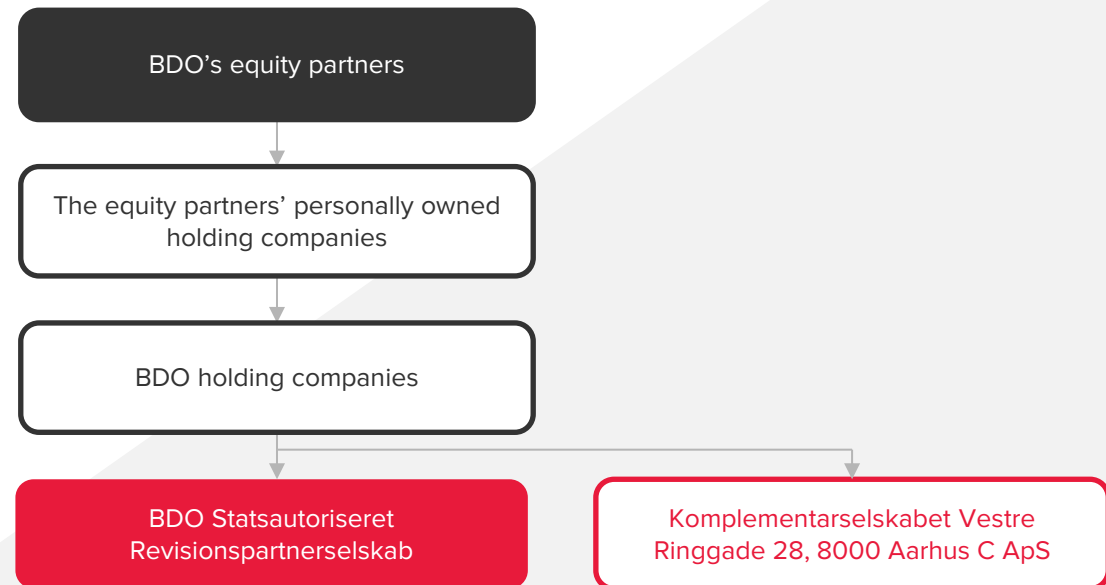 BDO’s equity partners
The equity partners’ personally owned
holding companies
BDO holding companies
BDO Statsautoriseret
Revisionspartnerselskab
Komplementarselskabet Vestre
Ringgade 28, 8000 Aarhus C ApS